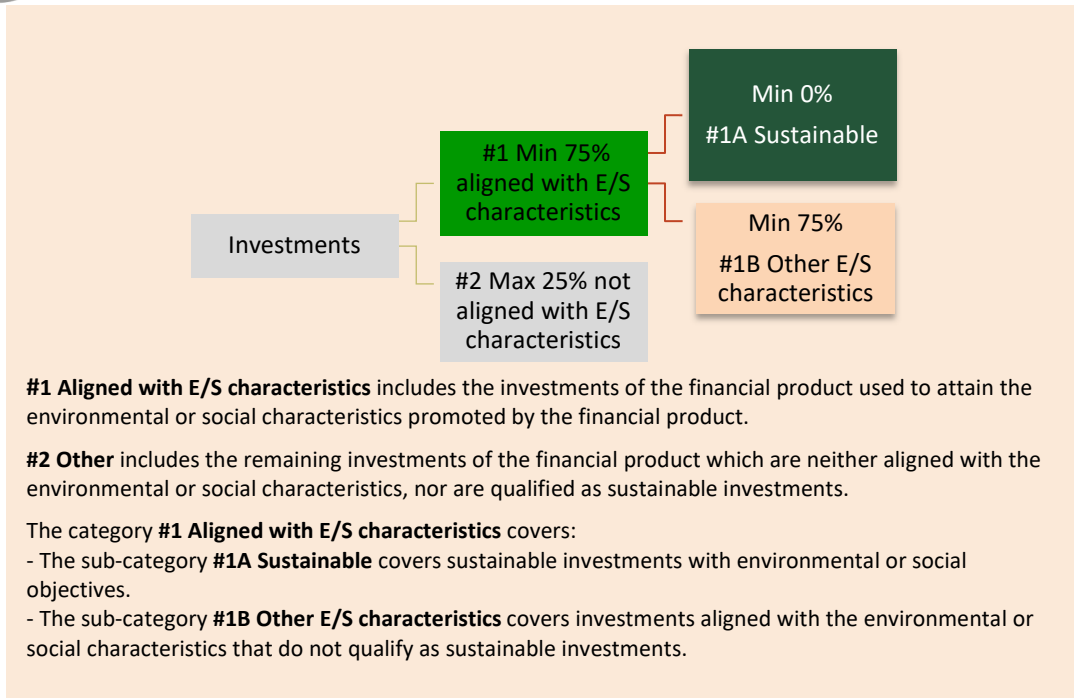 Min 0%
#1A Sustainable
#1 Min 75%
aligned with E/S
characteristics
Min 75%
#1B Other E/S
characteristics
Investments
#2 Max 25% not
aligned with E/S
characteristics
#1 Aligned with E/S characteristics includes the investments of the financial product used to attain the
environmental or social characteristics promoted by the financial product.
#2 Other includes the remaining investments of the financial product which are neither aligned with the
environmental or social characteristics, nor are qualified as sustainable investments.
The category #1 Aligned with E/S characteristics covers:
- The sub-category #1A Sustainable covers sustainable investments with environmental or social
objectives.
- The sub-category #1B Other E/S characteristics covers investments aligned with the environmental or
social characteristics that do not qualify as sustainable investments.